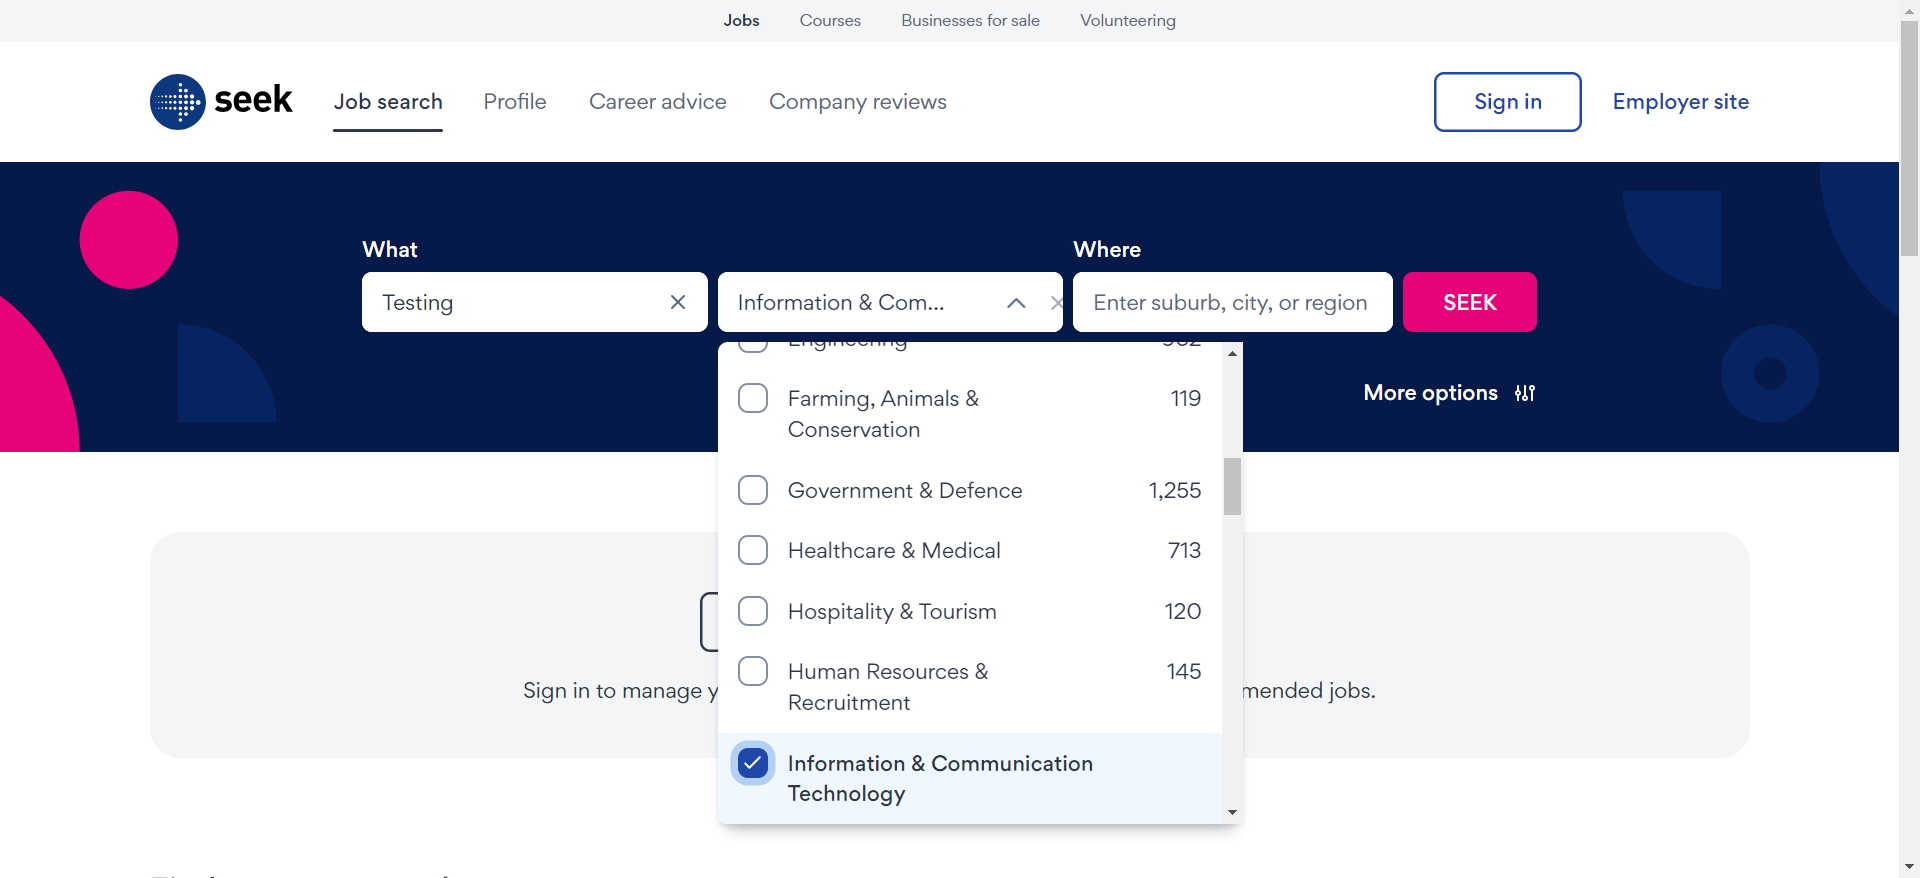 Jobs Courses Businesses for sale Volunteering
seek Job search Profile Career advice Company reviews Sign in Employer site
What Where
Testing Information & Com... Enter suburb, city, or region SEEK
More options
Farming, Animals & 119
Conservation
Government & Defence 1,255
Healthcare & Medical 713
Hospitality & Tourism 120
Human Resources & 145
Recruitment
Information & Communication
Technology
Sign in to manage mended jobs.